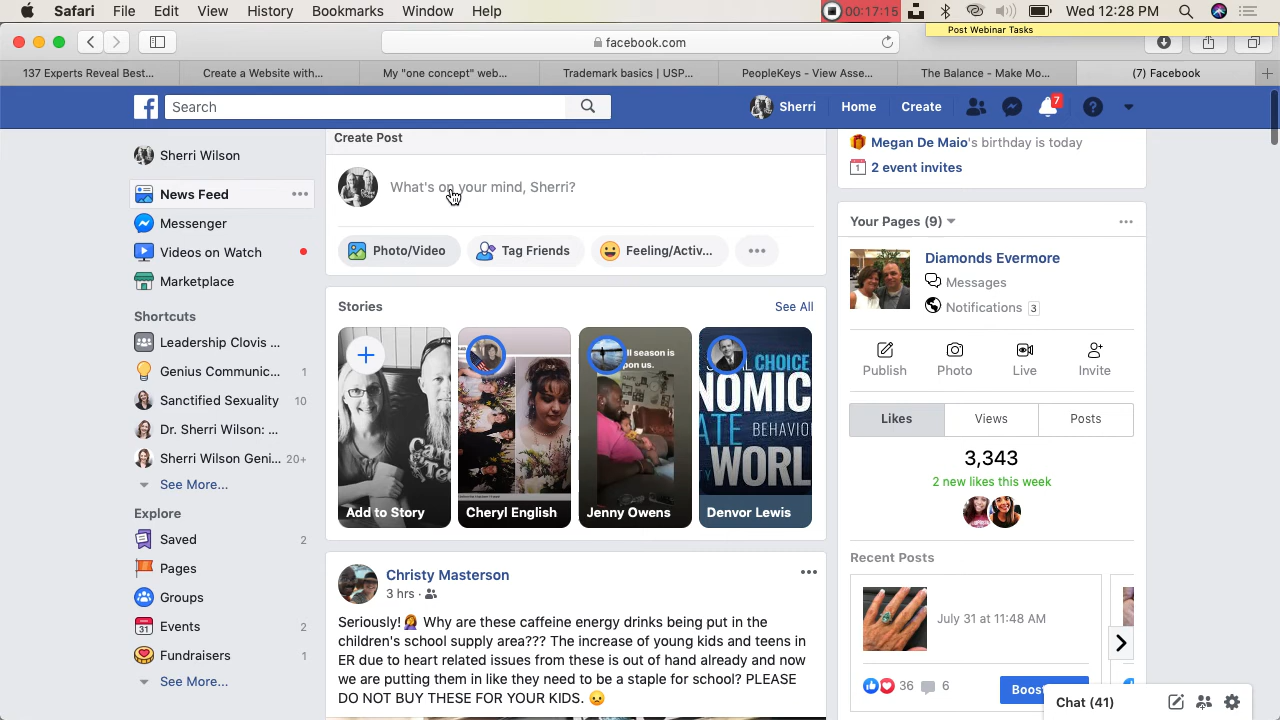 Safari File Edit View History Bookmarks Window Help 00:17:15 Wed 12:28 PM
Post Webinar Tasks
facebook.com
137 Experts Reveal Best... Create a Website with... My "one concept" web... Trademark basics | USP... PeopleKeys - View Asse... The Balance - Make Mo... (7) Facebook
Search Sherri Home Create 7
Sherri Wilson
News Feed
Messenger
Videos on Watch
Marketplace
Shortcuts
Leadership Clovis ...
Genius Communic... 1
Sanctified Sexuality 10
Dr. Sherri Wilson: ...
Sherri Wilson Geni... 20+
See More...
Explore
Saved 2
Pages
Groups
Events 2
Fundraisers 1
See More...
Create Post
What's on your mind, Sherri?
Photo/Video Tag Friends Feeling/Activ...
Stories See All
Add to Story
Cheryl English
ll season is
pon us.
Jenny Owens
CHOICE
NOMIC
ATE BEHAVIO
WORL
Denvor Lewis
Christy Masterson
3 hrs ·
Seriously!🤦‍♀️ Why are these caffeine energy drinks being put in the
children's school supply area??? The increase of young kids and teens in
ER due to heart related issues from these is out of hand already and now
we are putting them in like they need to be a staple for school? PLEASE
DO NOT BUY THESE FOR YOUR KIDS. 😟
Megan De Maio's birthday is today
2 event invites
Your Pages (9)
Diamonds Evermore
Messages
Notifications 3
Publish Photo Live Invite
Likes Views Posts
3,343
2 new likes this week
Recent Posts
July 31 at 11:48 AM
36 6
Boos
Chat (41)